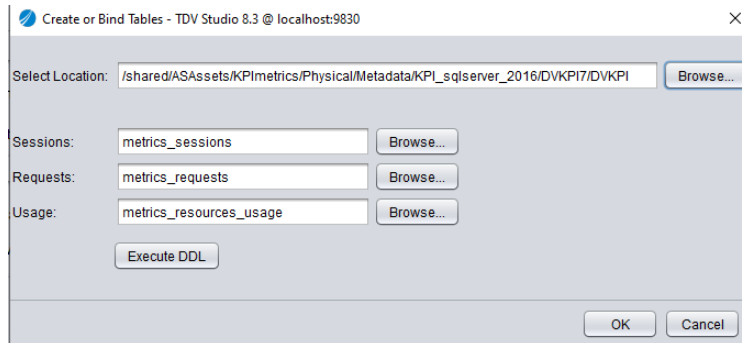 Create or Bind Tables - TDV Studio 8.3 @ localhost:9830
Select Location: /shared/ASAssets/KPImetrics/Physical/Metadata/KPI_sqlserver_2016/DVKPI7/DVKPI Browse...
Sessions: metrics_sessions Browse...
Requests: metrics_requests Browse...
Usage: metrics_resources_usage Browse...
Execute DDL
OK Cancel